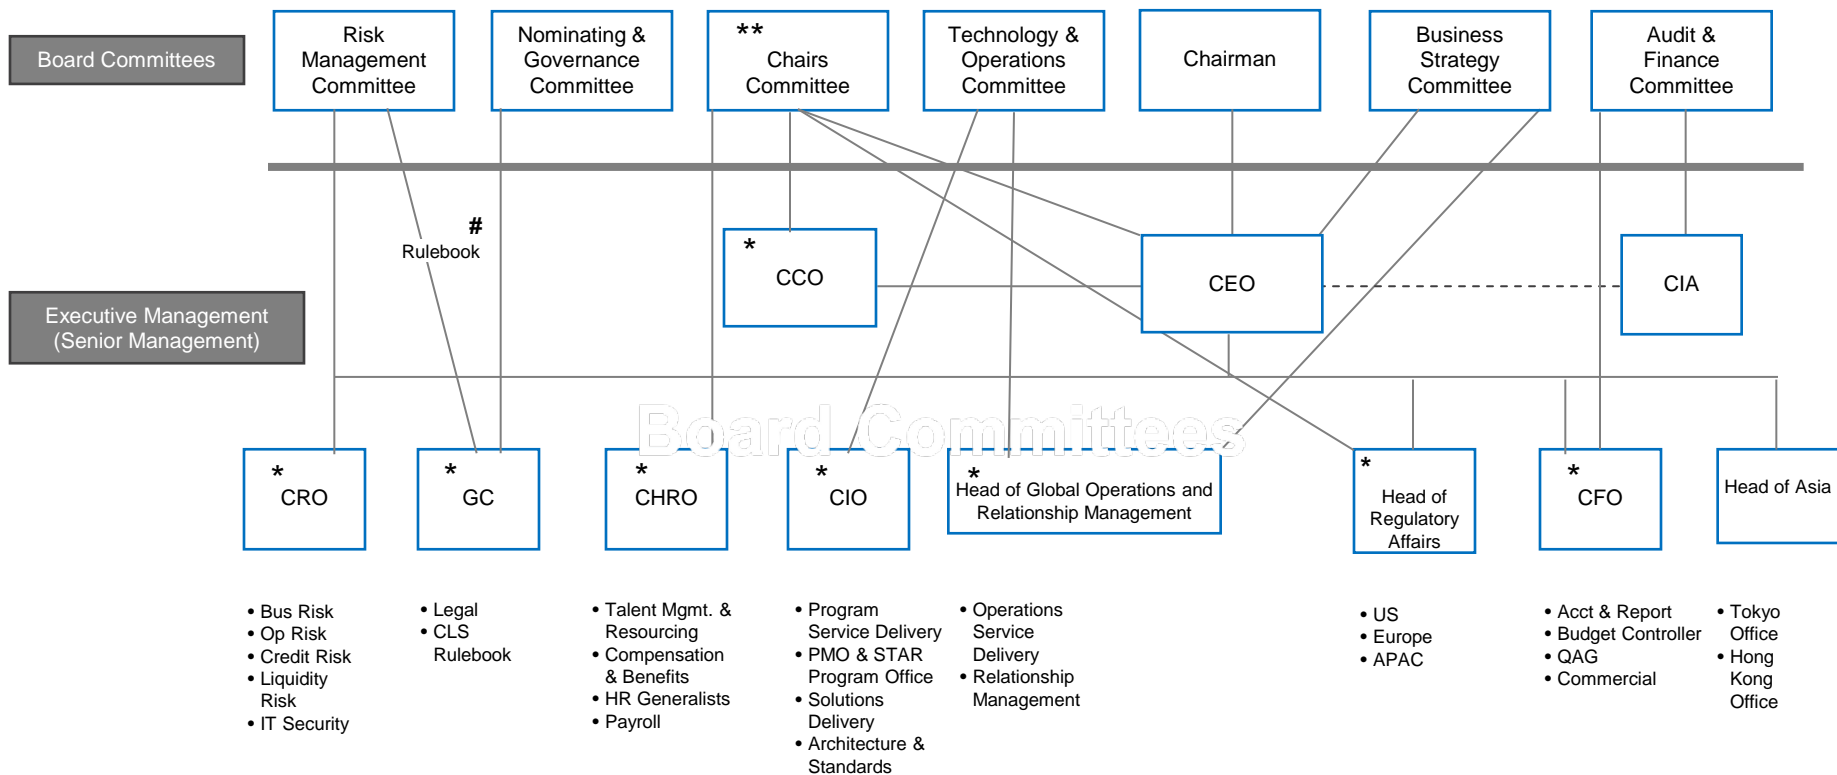 Board Committees
Risk
Management
Committee
Nominating &
Governance
Committee
**
Chairs
Committee
Technology &
Operations
Committee
Chairman
Business
Strategy
Committee
Audit &
Finance
Committee
#
Rulebook
Executive Management
(Senior Management)
*
CCO
CEO
CIA
Board Committees
*
CRO
*
GC
*
CHRO
*
CIO
*
Head of Global Operations and
Relationship Management
*
Head of
Regulatory
Affairs
*
CFO
Head of Asia
• Bus Risk
• Op Risk
• Credit Risk
• Liquidity
Risk
• IT Security
• Legal
• CLS
Rulebook
• Talent Mgmt. &
Resourcing
• Compensation
& Benefits
• HR Generalists
• Payroll
• Program
Service Delivery
• PMO & STAR
Program Office
• Solutions
Delivery
• Architecture &
Standards
• Operations
Service
Delivery
• Relationship
Management
• US
• Europe
• APAC
• Acct & Report
• Budget Controller
• QAG
• Commercial
• Tokyo
Office
• Hong
Kong
Office